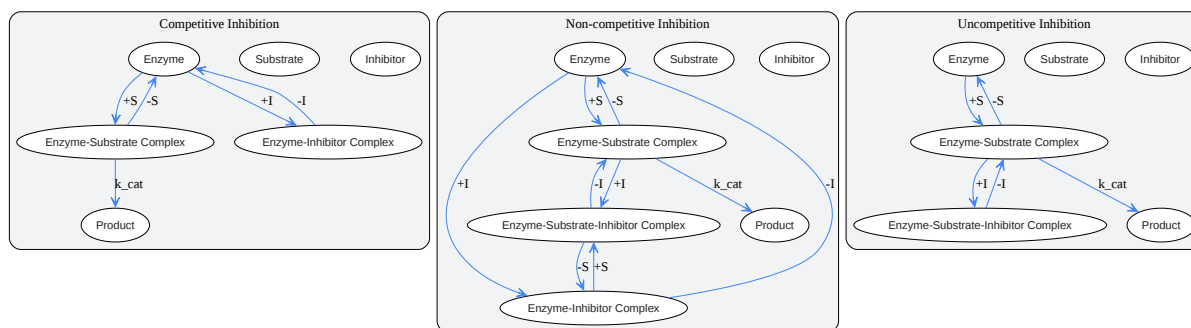 Competitive Inhibition
Enzyme
Substrate
Inhibitor
+S
-S
+I
-I
Enzyme-Substrate Complex
Enzyme-Inhibitor Complex
k_cat
Product
Non-competitive Inhibition
Enzyme
Substrate
Inhibitor
+S
-S
Enzyme-Substrate Complex
+I
-I
+I
k_cat
-I
Enzyme-Substrate-Inhibitor Complex
Product
-S
+S
Enzyme-Inhibitor Complex
Uncompetitive Inhibition
Enzyme
Substrate
Inhibitor
+S
-S
Enzyme-Substrate Complex
+I
-I
k_cat
Enzyme-Substrate-Inhibitor Complex
Product